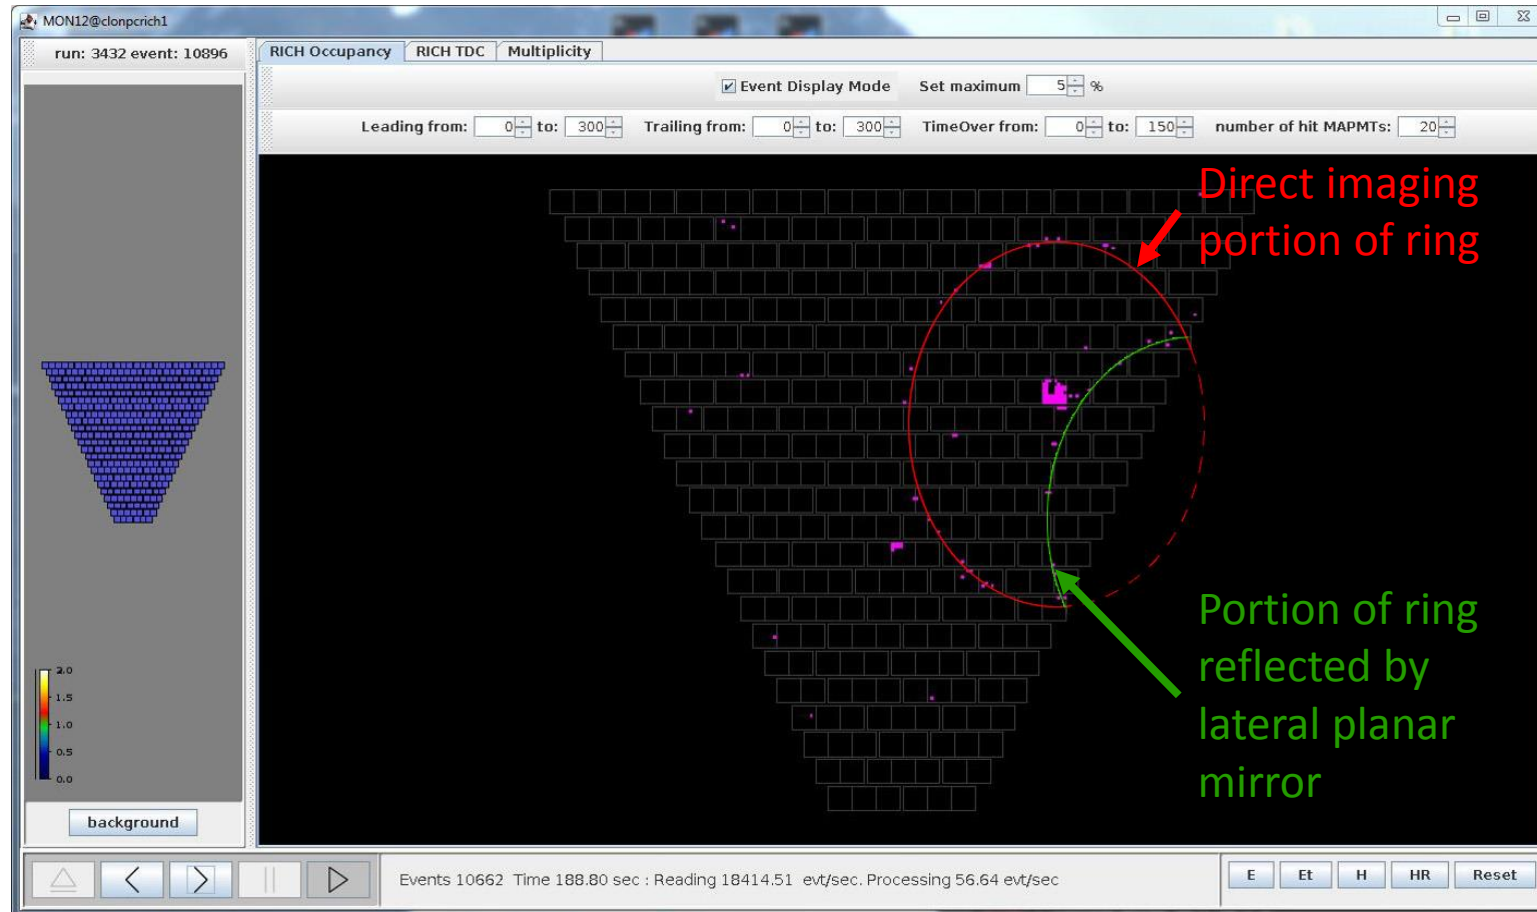 MON12@clonpcrich1
run: 3432 event: 10896
RICH Occupancy RICH TDC Multiplicity
Event Display Mode Set maximum 5 %
Leading from: 0 to: 300 Trailing from: 0 to: 300 TimeOver from: 0 to: 150 number of hit MAPMTs: 20
Direct imaging
portion of ring
Portion of ring
reflected by
lateral planar
mirror
2.0
1.5
1.0
0.5
0.0
background
Events 10662 Time 188.80 sec : Reading 18414.51 evt/sec. Processing 56.64 evt/sec
E Et H HR Reset